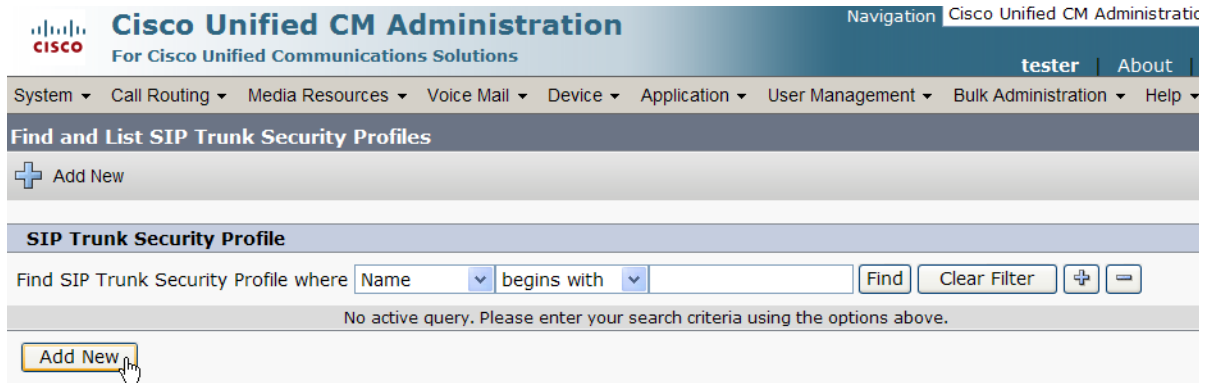 Cisco Unified CM Administration
For Cisco Unified Communications Solutions
CISCO
Navigation Cisco Unified CM Administratio
tester | About |
System Call Routing Media Resources Voice Mail Device Application User Management Bulk Administration Help
Find and List SIP Trunk Security Profiles
Add New
SIP Trunk Security Profile
Find SIP Trunk Security Profile where Name begins with Find Clear Filter
No active query. Please enter your search criteria using the options above.
Add New